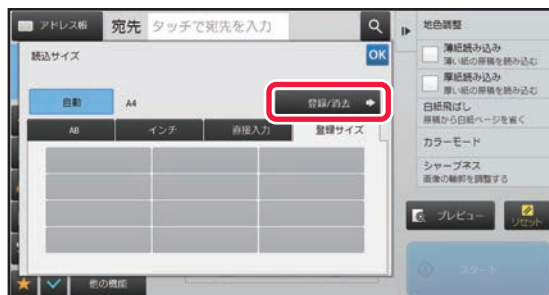 アドレス帳
宛先 タッチで宛先を入力
読込サイズ
OK
自動
A4
登録/消去
AB
インチ
直接入力
登録サイズ
他の機能
地色調整
薄紙読み込み
薄い紙の原稿を読み込む
厚紙読み込み
厚い紙の原稿を読み込む
白紙飛ばし
原稿から白紙ページを省く
カラーモード
シャープネス
画像の輪郭を調整する
プレビュー
リセット
スタート